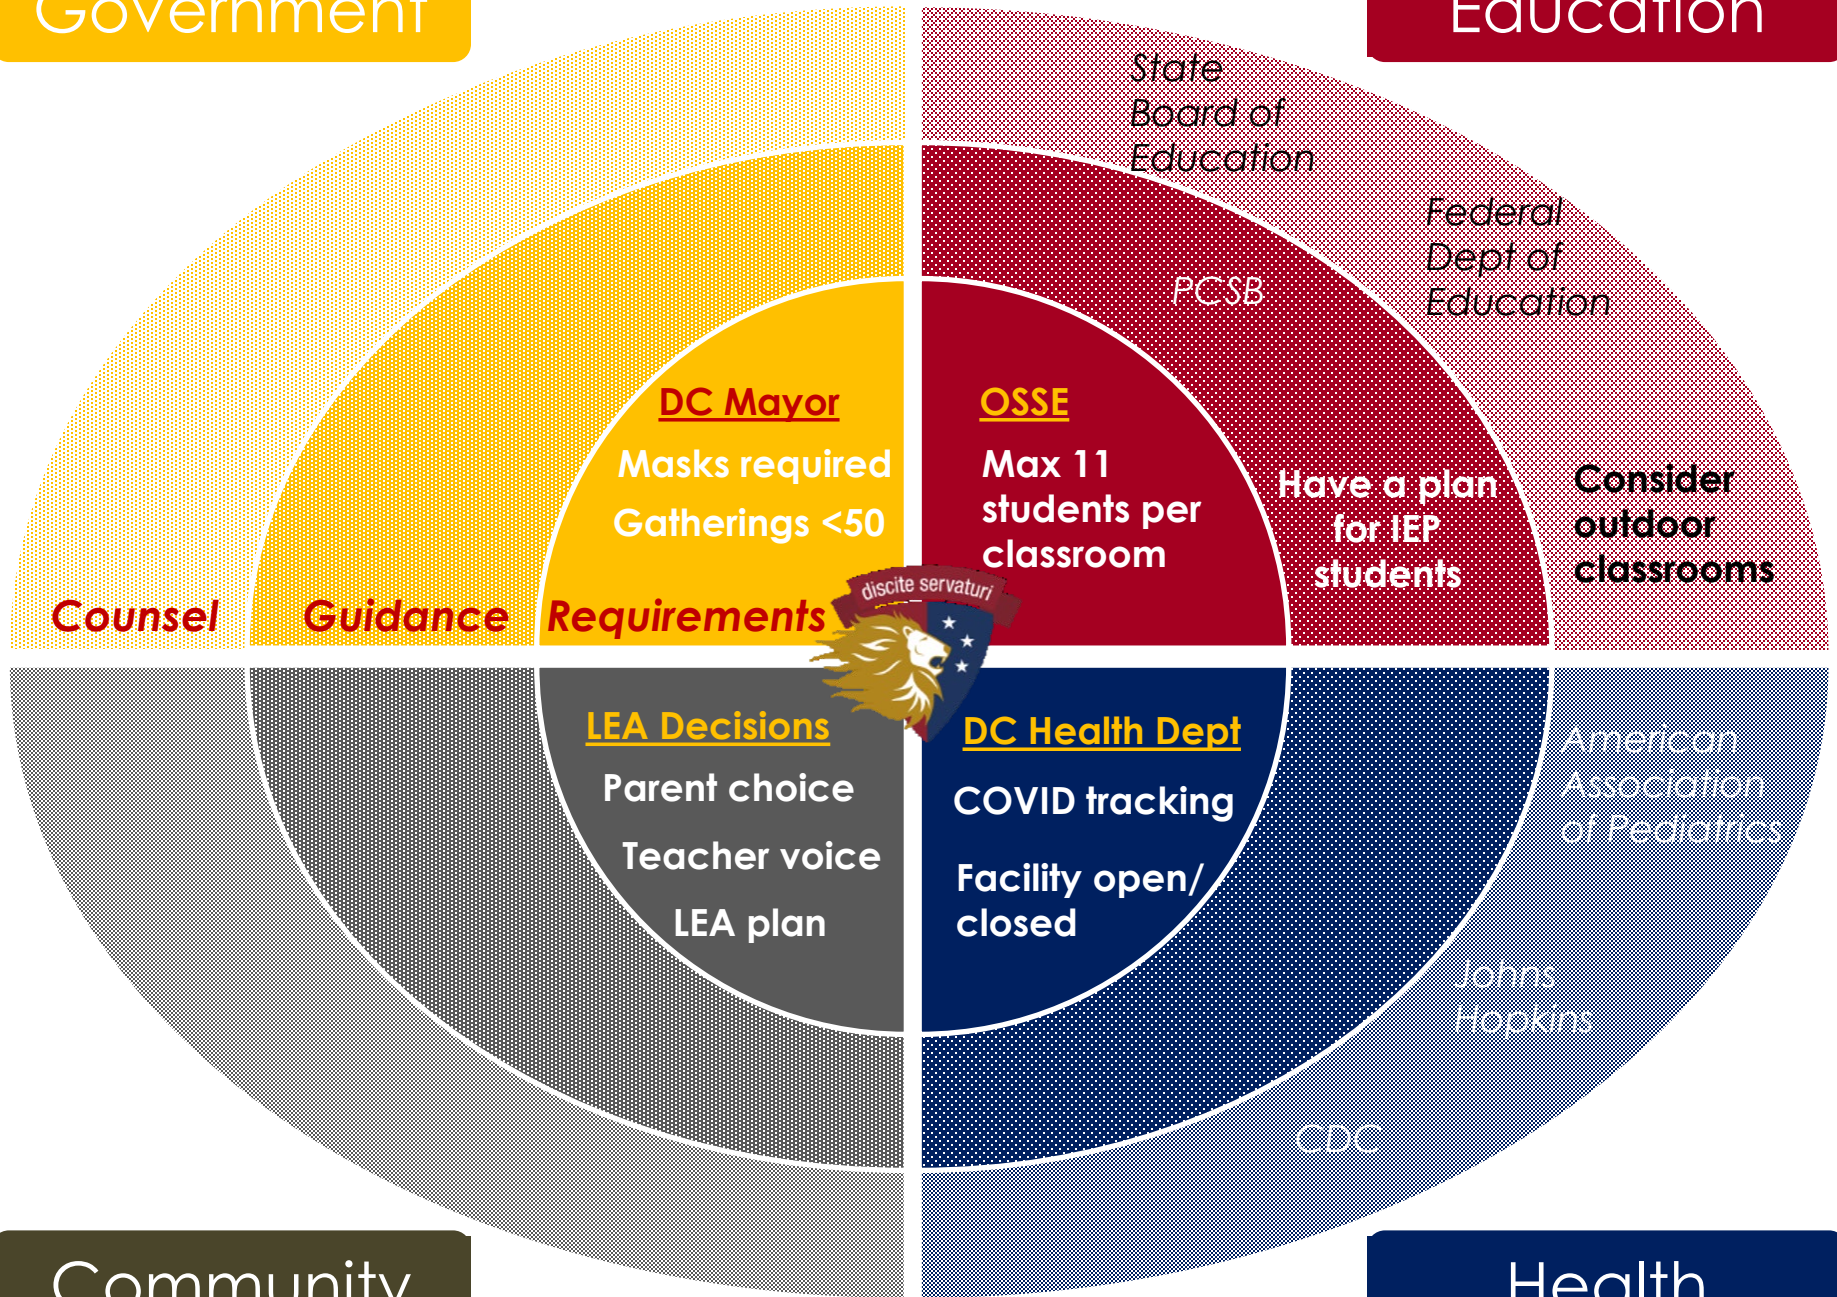 Government
Education
State
Board of
Education
Federal
Dept of
Education
PCSB
DC Mayor
Masks required
Gatherings <50
OSSE
Max 11
students per
classroom
Have a plan
for IEP
students
Consider
outdoor
classrooms
Counsel
Guidance
Requirements
discite servaturi
LEA Decisions
Parent choice
Teacher voice
LEA plan
DC Health Dept
COVID tracking
Facility open/
closed
American
Association
of Pediatrics
Johns
Hopkins
CDC
Community
Health